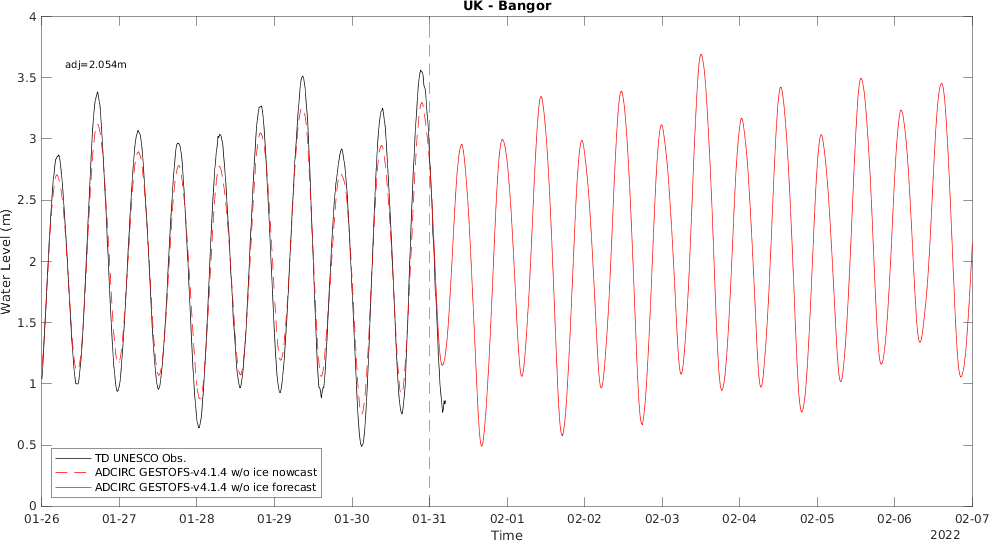 UK - Bangor
4
3.5
3
2.5
2
1.5
1
0.5
0
Water Level (m)
adj=2.054m
TD UNESCO Obs.
ADCIRC GESTOFS-v4.1.4 w/o ice nowcast
ADCIRC GESTOFS-v4.1.4 w/o ice forecast
01-26 01-27 01-28 01-29 01-30 01-31 02-01 02-02 02-03 02-04 02-05 02-06 02-07
Time
2022